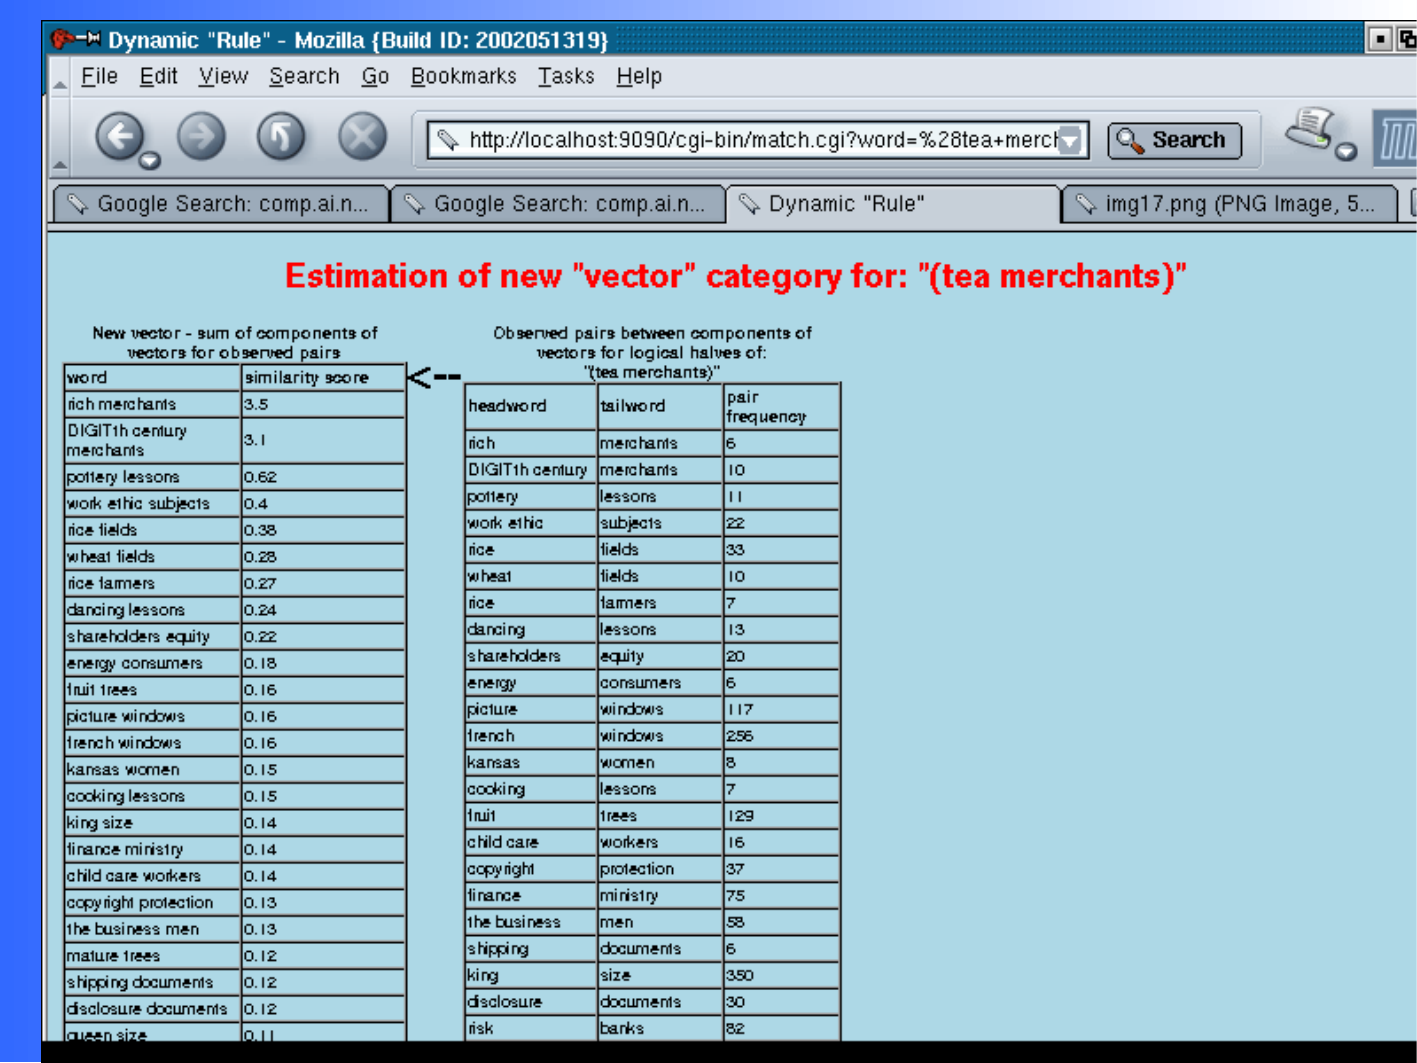 Dynamic "Rule" - Mozilla {Build ID: 2002051319}
File Edit View Search Go Bookmarks Tasks Help
http://localhost:9090/cgi-bin/match.cgi?word=%28tea+merch
Search
Google Search: comp.ai.n...
Google Search: comp.ai.n...
Dynamic "Rule"
img17.png (PNG Image, 5...
Estimation of new "vector" category for: "(tea merchants)"
New vector - sum of components of
vectors for observed pairs
word similarity score
rich merchants 3.5
DIGIT1h century
merchants 3.1
pottery lessons 0.62
work ethic subjects 0.4
rice fields 0.38
wheat fields 0.28
rice farmers 0.27
dancing lessons 0.24
shareholders equity 0.22
energy consumers 0.18
fruit trees 0.16
picture windows 0.16
french windows 0.16
kansas women 0.15
cooking lessons 0.15
king size 0.14
finance ministry 0.14
child care workers 0.14
copyright protection 0.13
the business men 0.13
mature trees 0.12
shipping documents 0.12
disclosure documents 0.12
queen size 0.11
<--
Observed pairs between components of
vectors for logical halves of:
"(tea merchants)"
headword tailword pair
frequency
rich merchants 6
DIGIT1h century merchants 10
pottery lessons 11
work ethic subjects 22
rice fields 33
wheat fields 10
rice farmers 7
dancing lessons 13
shareholders equity 20
energy consumers 6
picture windows 117
french windows 256
kansas women 8
cooking lessons 7
fruit trees 129
child care workers 16
copyright protection 37
finance ministry 75
the business men 58
shipping documents 6
king size 350
disclosure documents 30
risk banks 82